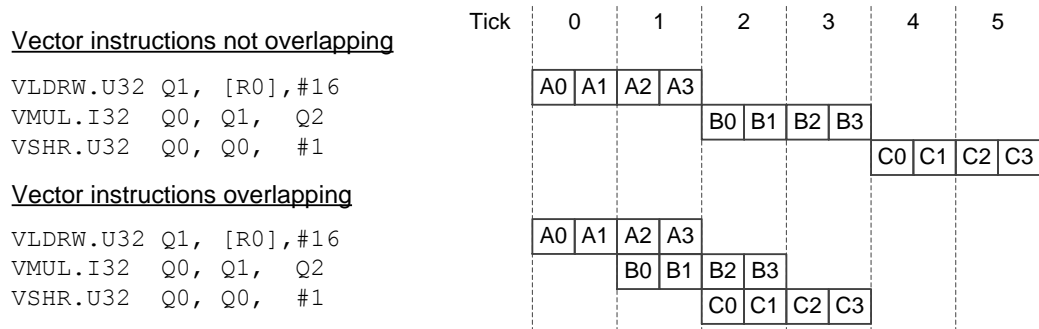 Tick 0 1 2 3 4 5
Vector instructions not overlapping
VLDRW.U32 Q1, [R0],#16 A0 A1 A2 A3
VMUL.I32 Q0, Q1, Q2 B0 B1 B2 B3
VSHR.U32 Q0, Q0, #1 C0 C1 C2 C3
Vector instructions overlapping
VLDRW.U32 Q1, [R0],#16 A0 A1 A2 A3
VMUL.I32 Q0, Q1, Q2 B0 B1 B2 B3
VSHR.U32 Q0, Q0, #1 C0 C1 C2 C3